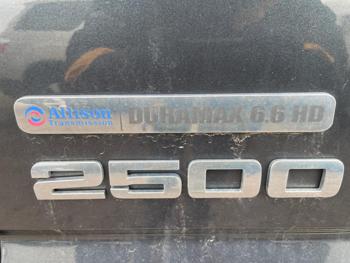 Allison DURAMAX 6.6 HD
Transmission
2500